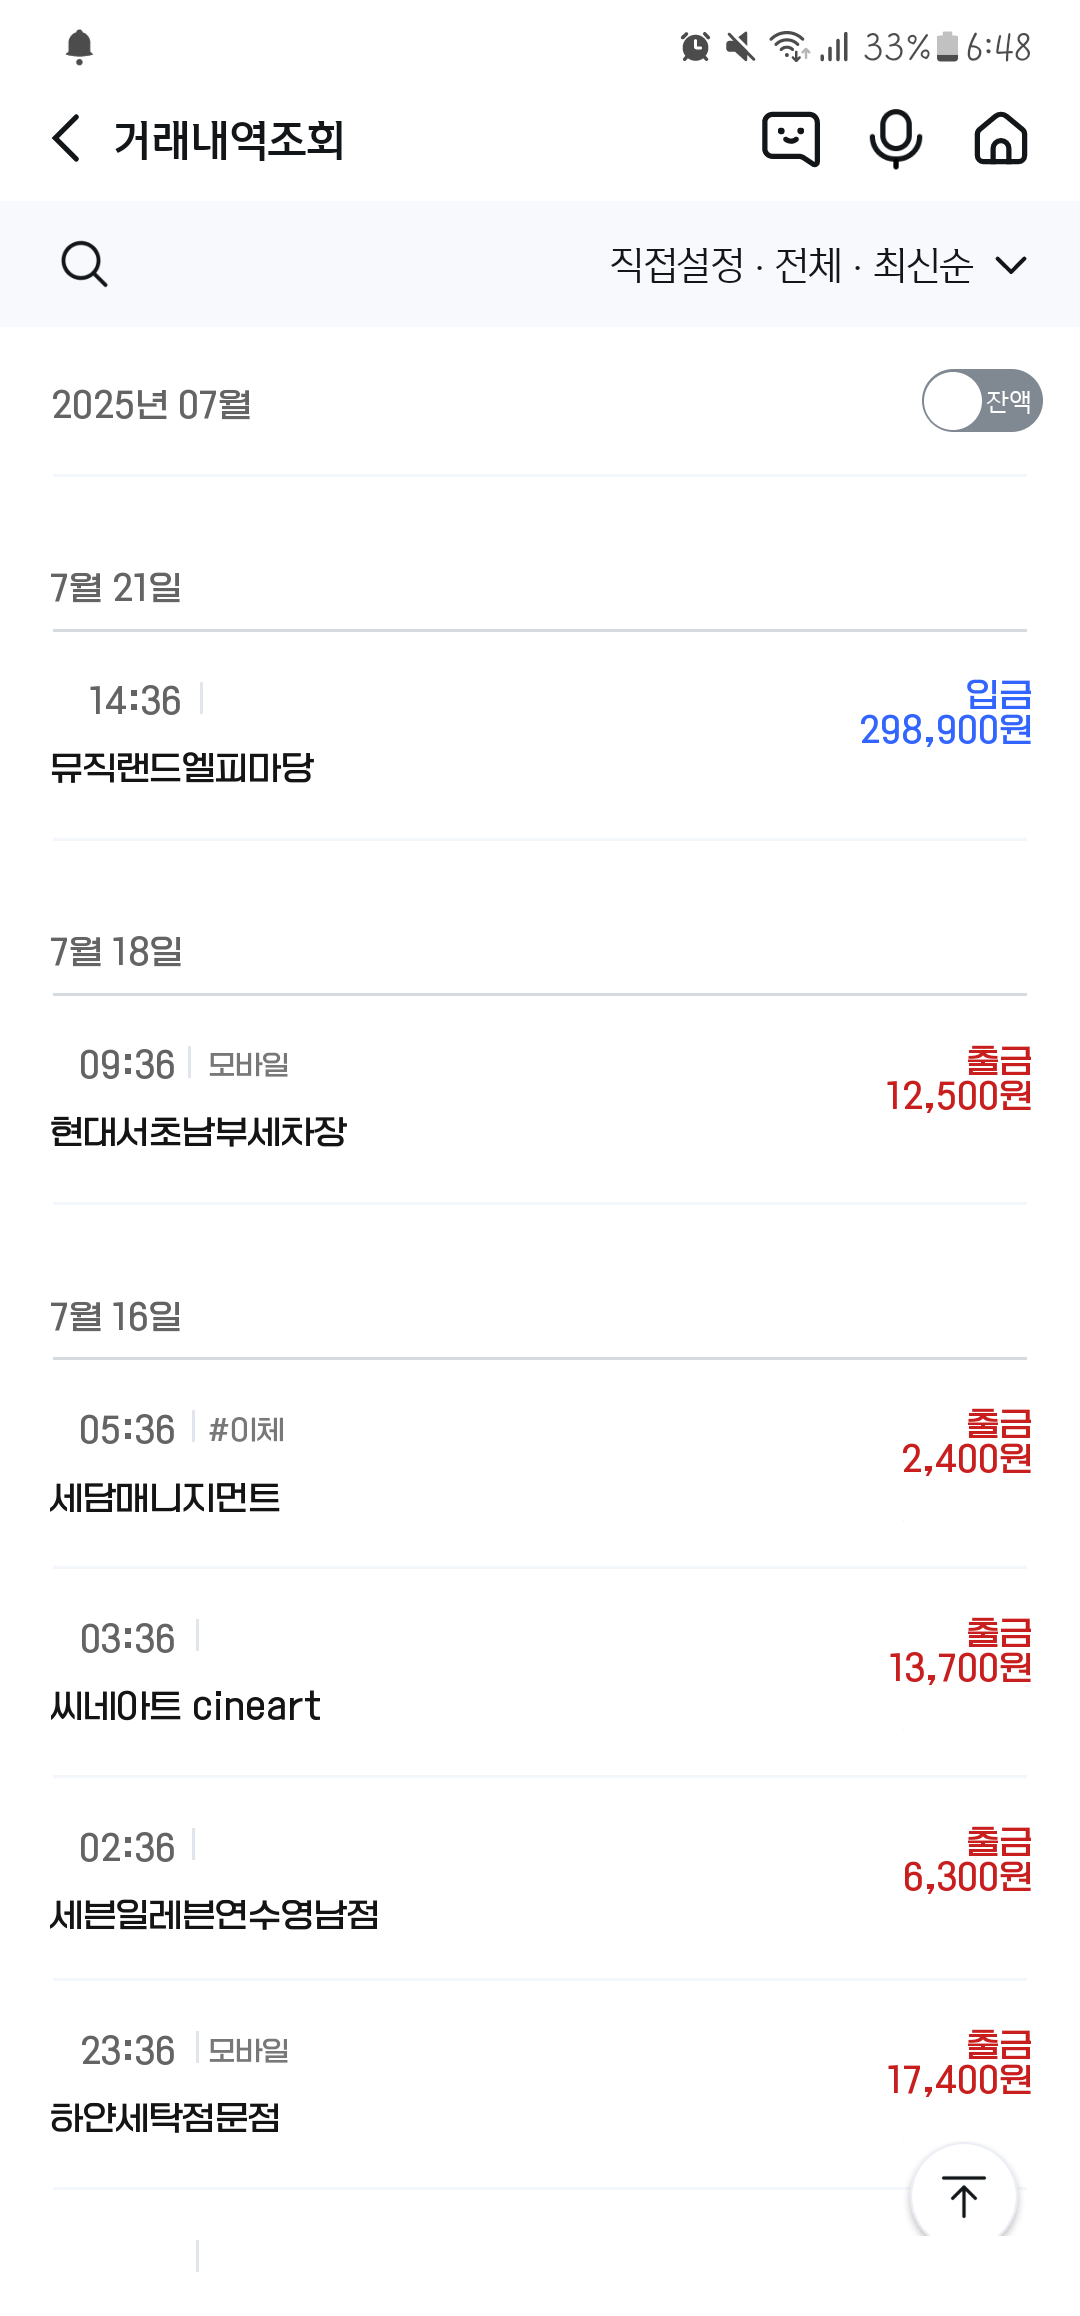 33% 6:48
거래내역조회
직접설정 · 전체 · 최신순
2025년 07월
잔액
7월 21일
14:36
입금
298,900원
뮤직랜드엘피마당
7월 18일
09:36 모바일
출금
12,500원
현대서초남부세차장
7월 16일
05:36 #이체
출금
2,400원
세담매니지먼트
03:36
출금
13,700원
씨네아트 cineart
02:36
출금
6,300원
세븐일레븐연수영남점
23:36 모바일
출금
17,400원
하얀세탁점문점